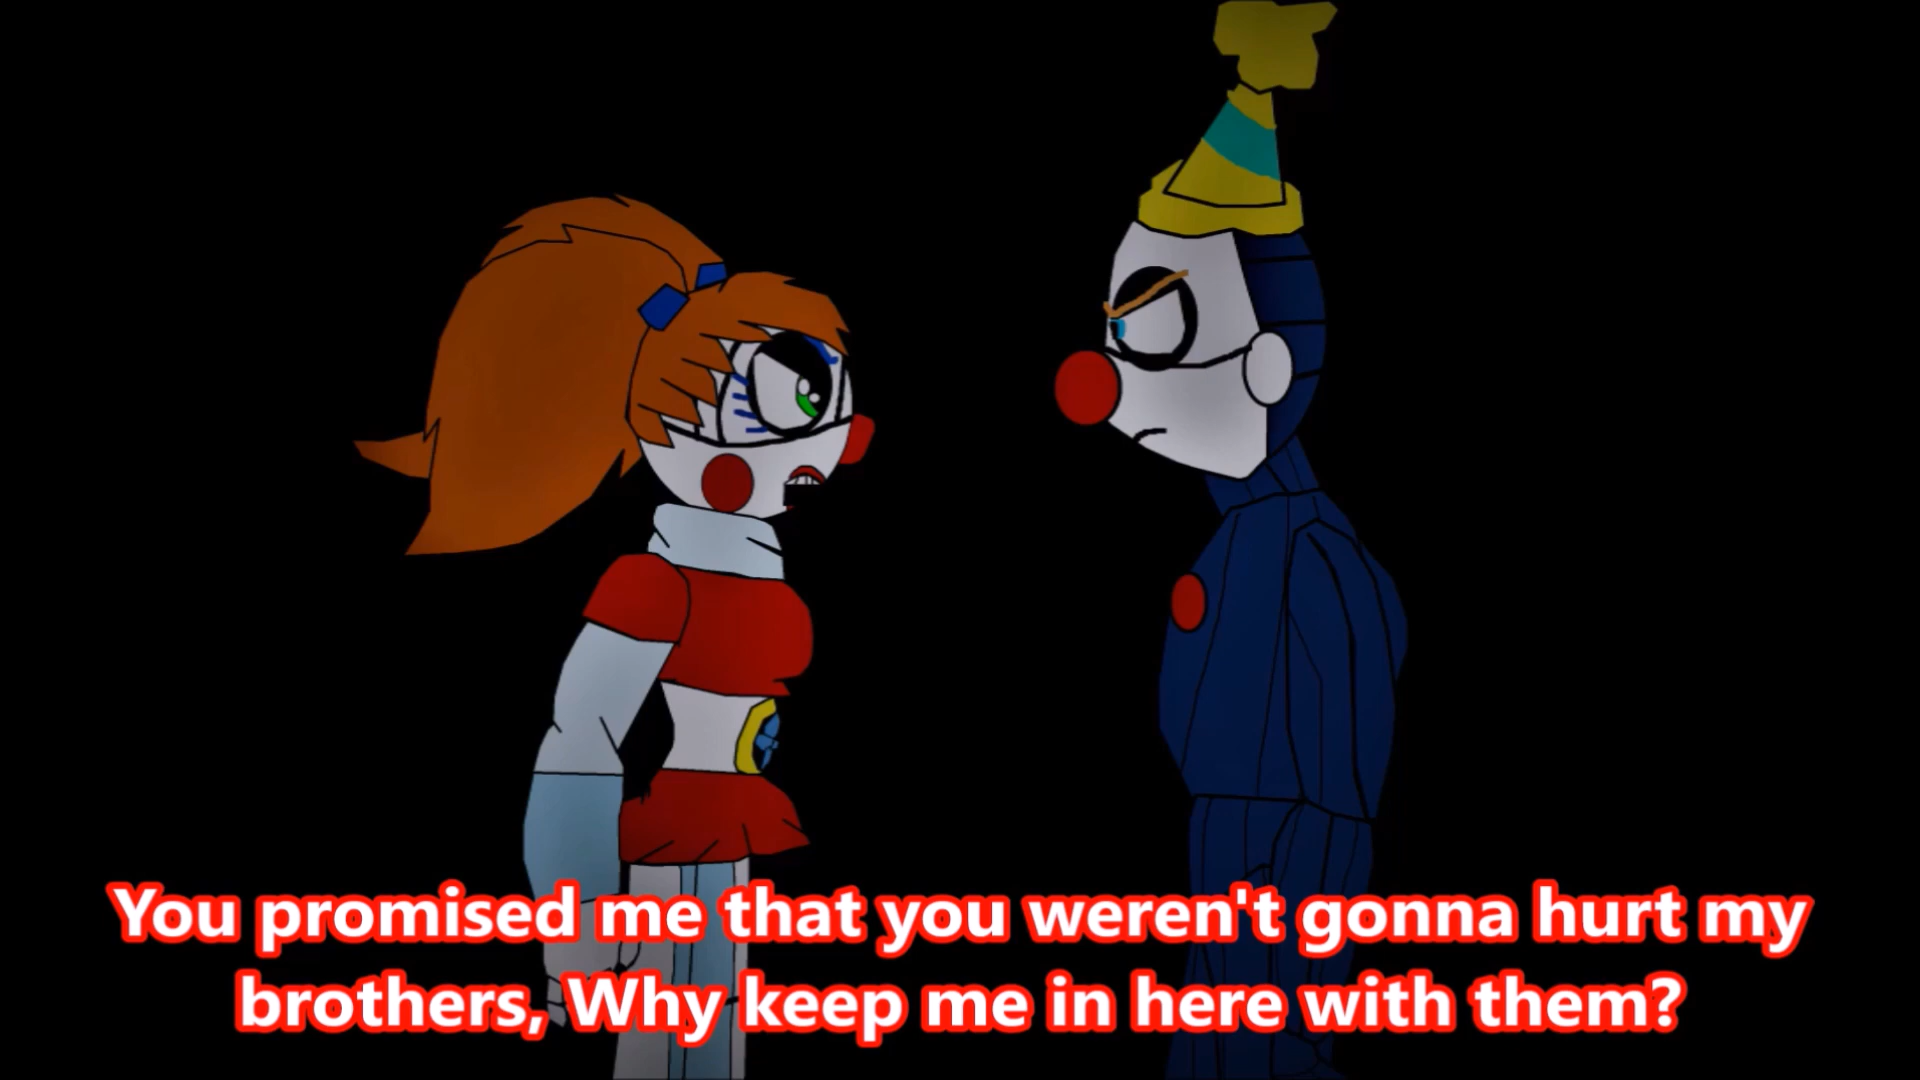 You promised me that you weren't gonna hurt my
brothers, Why keep me in here with them?